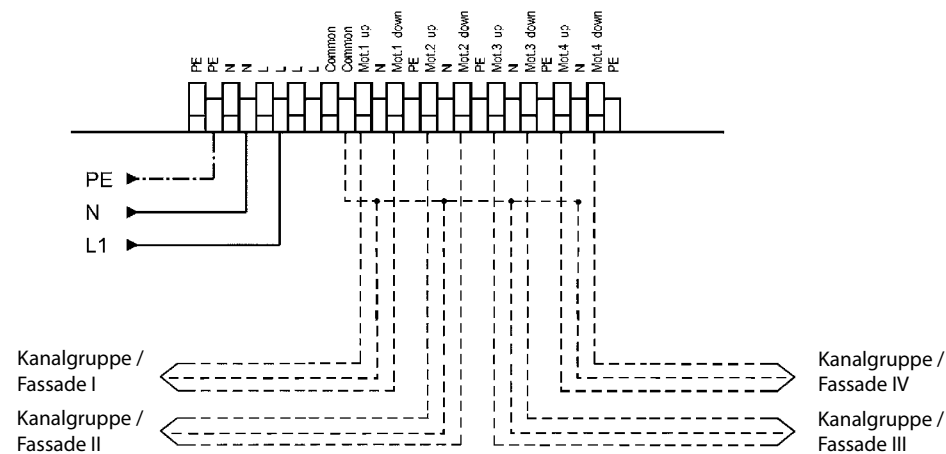 PE
PE
N
N
L
L
L
L
Common
Common
Mot.1 up
N
Mot.1 down
PE
Mot.2 up
N
Mot.2 down
PE
Mot.3 up
N
Mot.3 down
PE
Mot.4 up
N
Mot.4 down
PE
PE
N
L1
Kanalgruppe /
Fassade I
Kanalgruppe /
Fassade IV
Kanalgruppe /
Fassade II
Kanalgruppe /
Fassade III